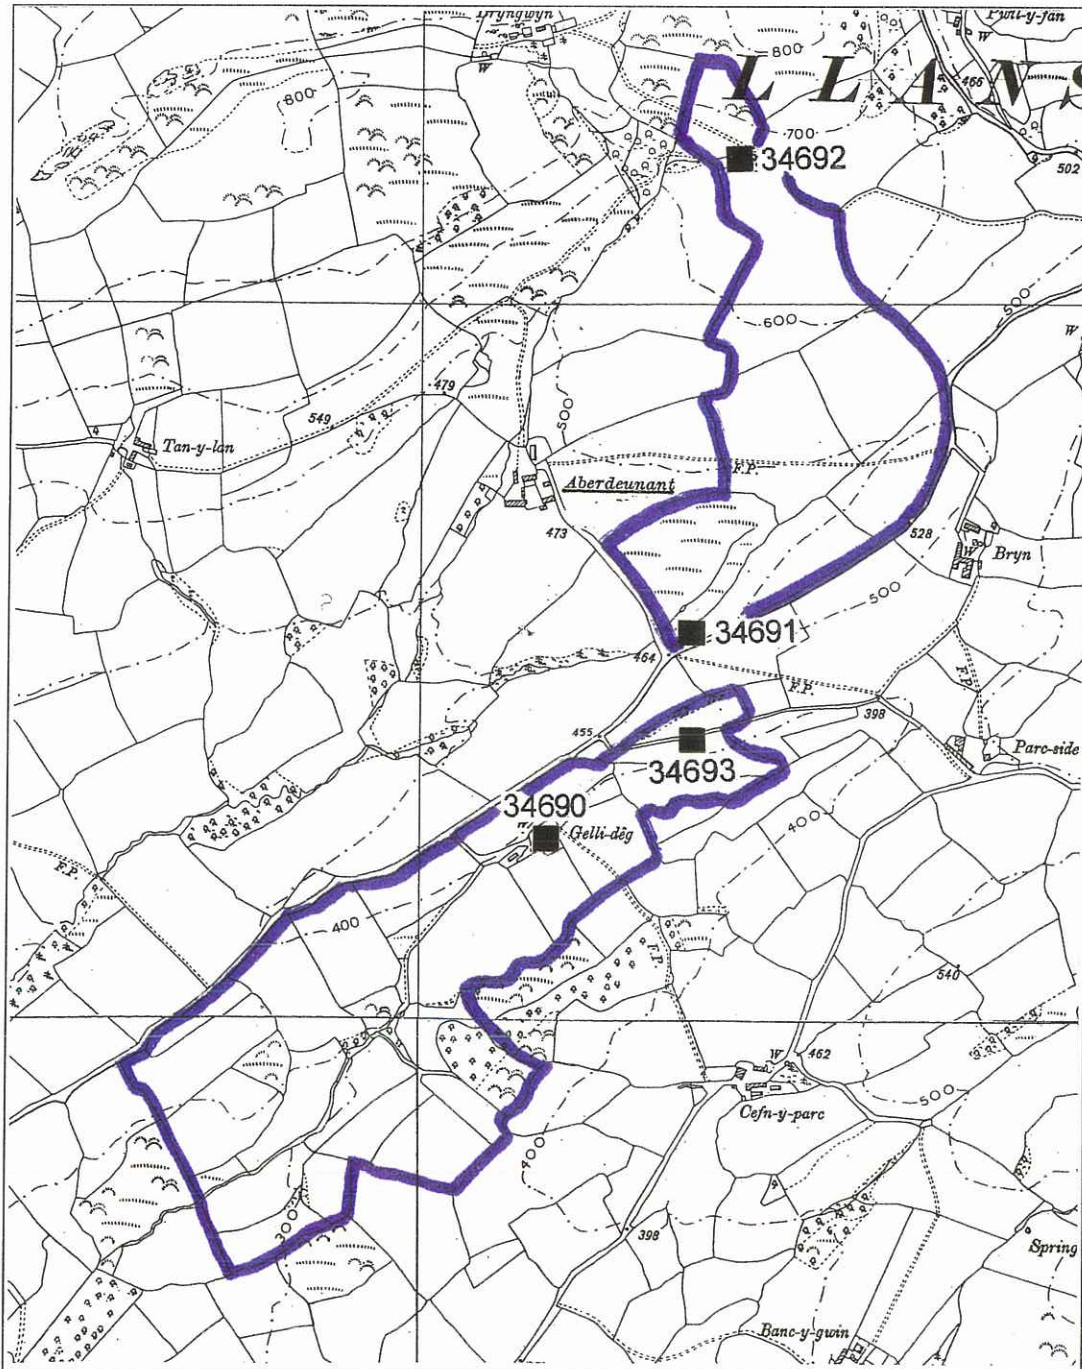 Bryngwyn
W
Pwll-y-fan
W
800
800
466
L L A N S
700
34692
502
500
600
W
479
549
500
Tan-y-lan
F.P.
Aberdeunant
473
528
W
Bryn
500
34691
464
F.P.
F.P.
398
455
Parc-side
34693
34690
W
Gelli-dêg
400
F.P.
400
F.P.
540
W
462
Cefn-y-parc
500
400
300
398
Spring
Banc-y-gwin